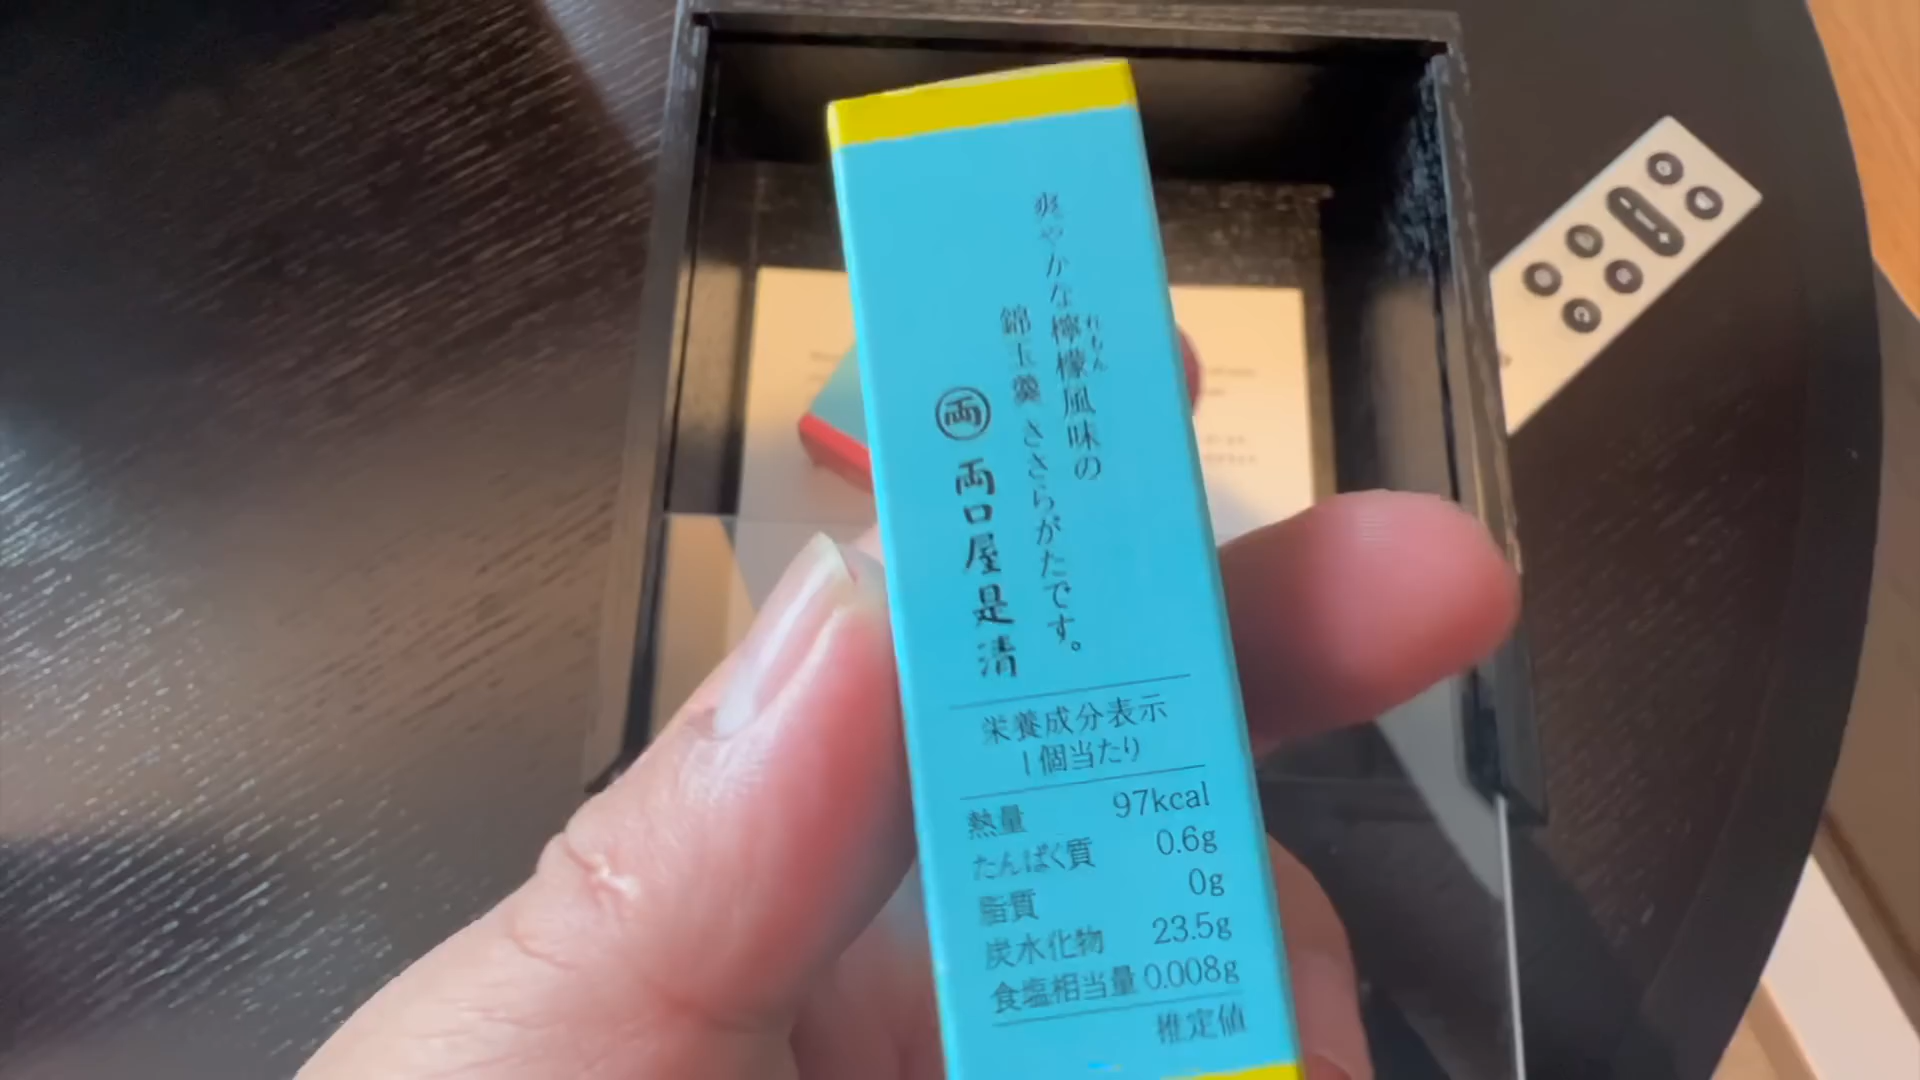 爽やかな檸檬風味の
れもん
錦玉羹 ささらがたです。
両 両口屋是清
栄養成分表示
1個当たり
熱量 97kcal
たんぱく質 0.6g
脂質 0g
炭水化物 23.5g
食塩相当量 0.008g
推定値